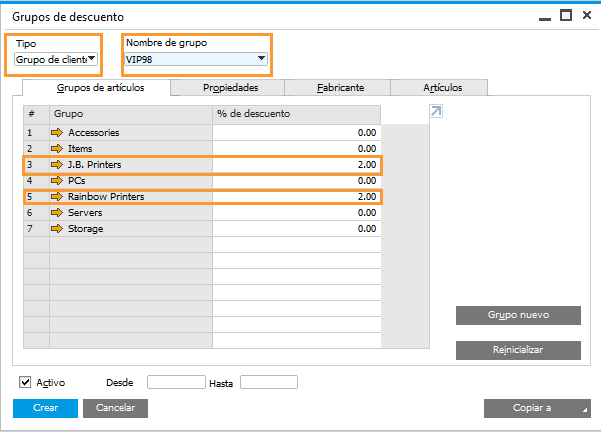 Grupos de descuento
Tipo
Nombre de grupo
Grupo de cliente
VIP98
Grupos de artículos
Propiedades
Fabricante
Artículos
# Grupo % de descuento
1 Accessories 0.00
2 Items 0.00
3 J.B. Printers 2.00
4 PCs 0.00
5 Rainbow Printers 2.00
6 Servers 0.00
7 Storage 0.00
Grupo nuevo
Reinicializar
Activo Desde Hasta
Crear Cancelar Copiar a